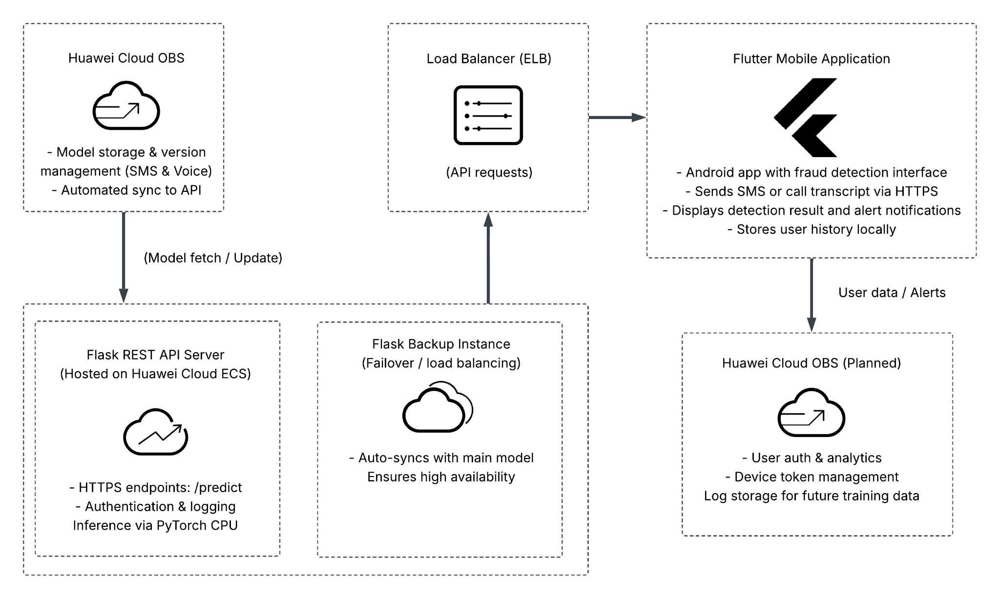 Huawei Cloud OBS
- Model storage & version
management (SMS & Voice)
- Automated sync to API
(Model fetch / Update)
Flask REST API Server
(Hosted on Huawei Cloud ECS)
- HTTPS endpoints: /predict
- Authentication & logging
Inference via PyTorch CPU
Flask Backup Instance
(Failover / load balancing)
- Auto-syncs with main model
Ensures high availability
Load Balancer (ELB)
(API requests)
Flutter Mobile Application
- Android app with fraud detection interface
- Sends SMS or call transcript via HTTPS
- Displays detection result and alert notifications
- Stores user history locally
User data / Alerts
Huawei Cloud OBS (Planned)
- User auth & analytics
- Device token management
Log storage for future training data